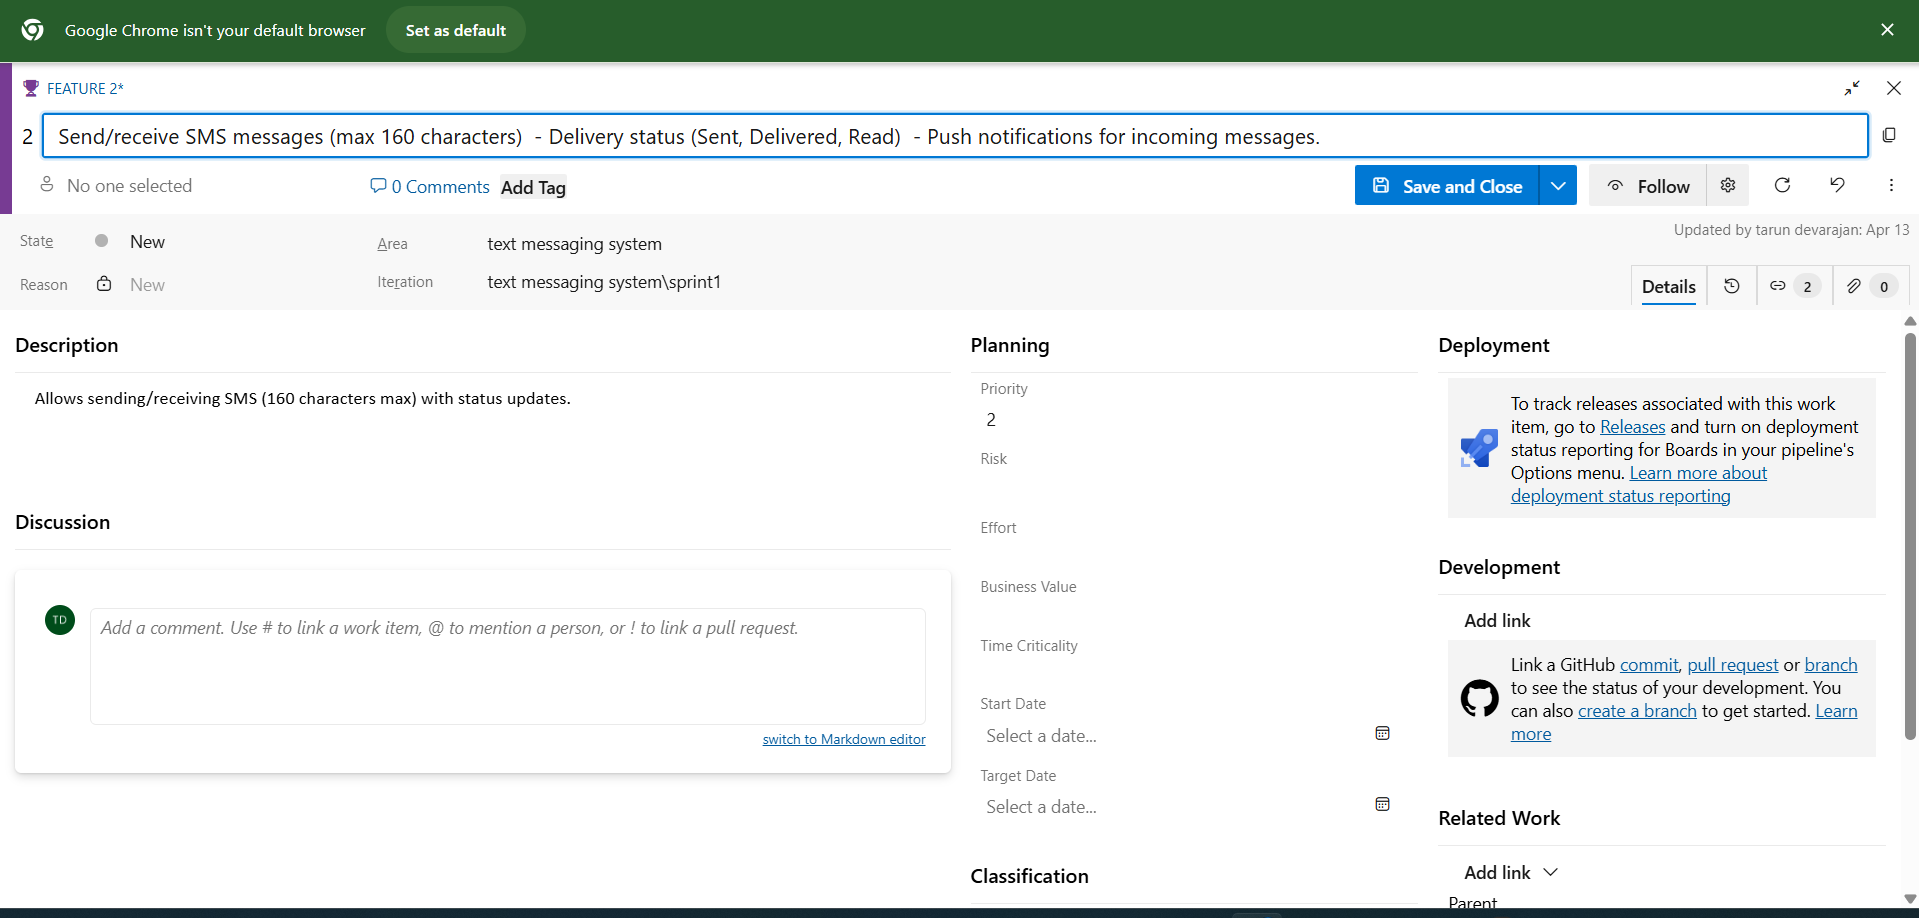 Google Chrome isn't your default browser
Set as default
FEATURE 2*
2
Send/receive SMS messages (max 160 characters)  - Delivery status (Sent, Delivered, Read)  - Push notifications for incoming messages.
No one selected
0 Comments
Add Tag
Save and Close
Follow
State
New
Area
text messaging system
Updated by tarun devarajan: Apr 13
Reason
New
Iteration
text messaging system\sprint1
Details
2
0
Description
Allows sending/receiving SMS (160 characters max) with status updates.
Discussion
TD
Add a comment. Use # to link a work item, @ to mention a person, or ! to link a pull request.
switch to Markdown editor
Planning
Priority
2
Risk
Effort
Business Value
Time Criticality
Start Date
Select a date...
Target Date
Select a date...
Classification
Deployment
To track releases associated with this work
item, go to Releases and turn on deployment
status reporting for Boards in your pipeline's
Options menu. Learn more about
deployment status reporting
Development
Add link
Link a GitHub commit, pull request or branch
to see the status of your development. You
can also create a branch to get started. Learn
more
Related Work
Add link
Parent